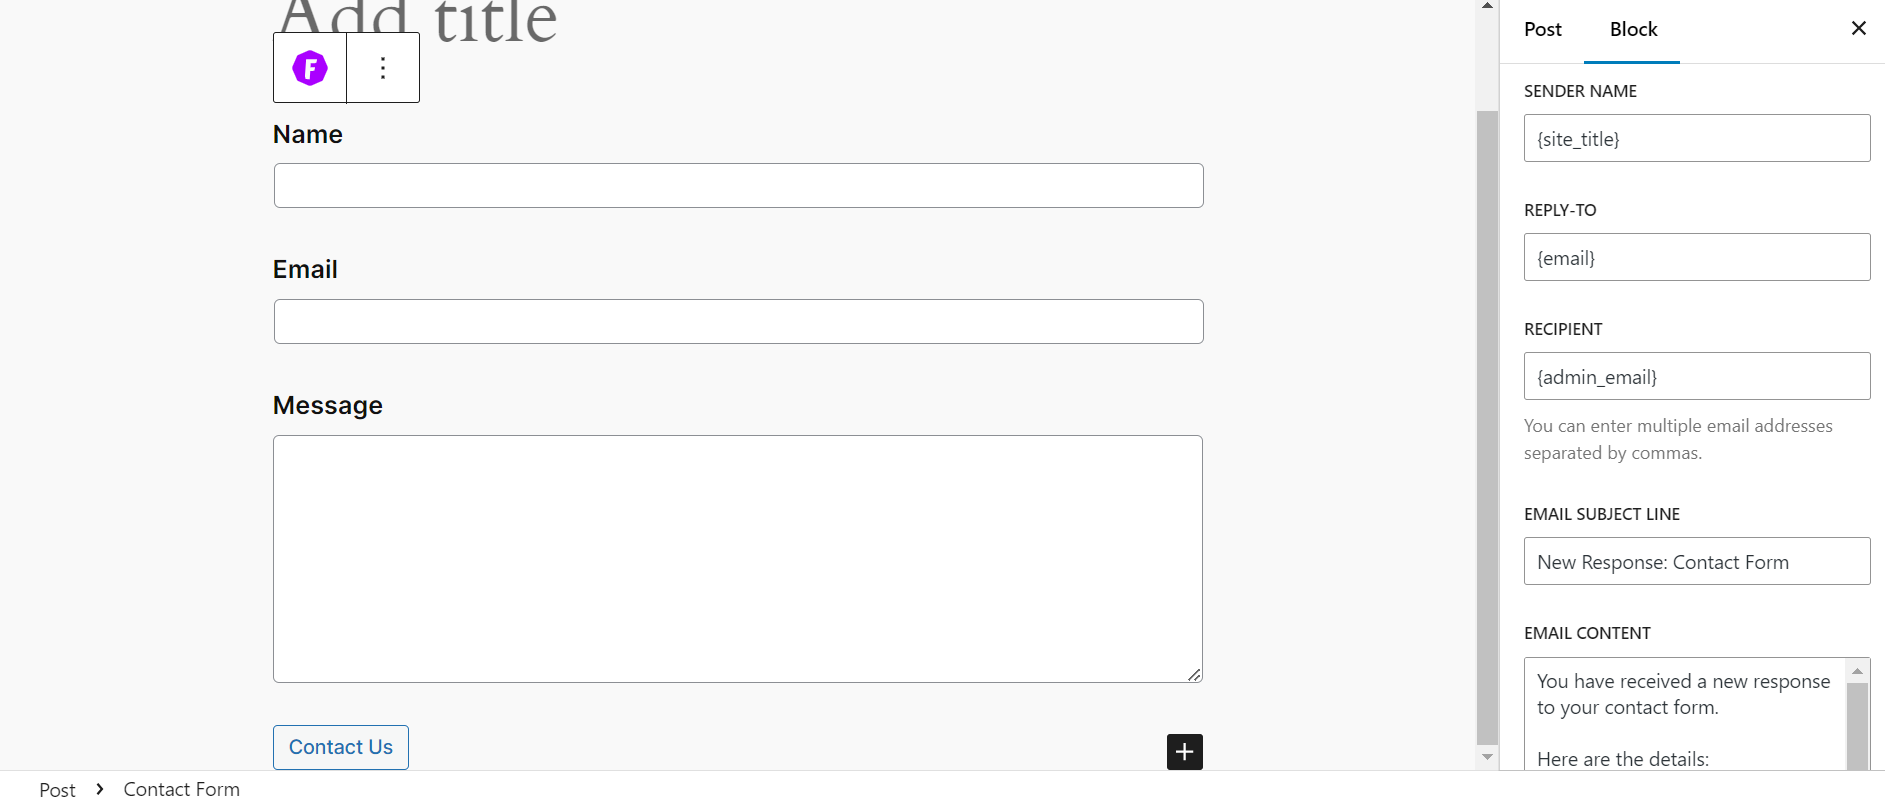 Add title
F
Name
Email
Message
Contact Us
Post
Block
SENDER NAME
{site_title}
REPLY-TO
{email}
RECIPIENT
{admin_email}
You can enter multiple email addresses
separated by commas.
EMAIL SUBJECT LINE
New Response: Contact Form
EMAIL CONTENT
You have received a new response
to your contact form.
Here are the details:
Post > Contact Form